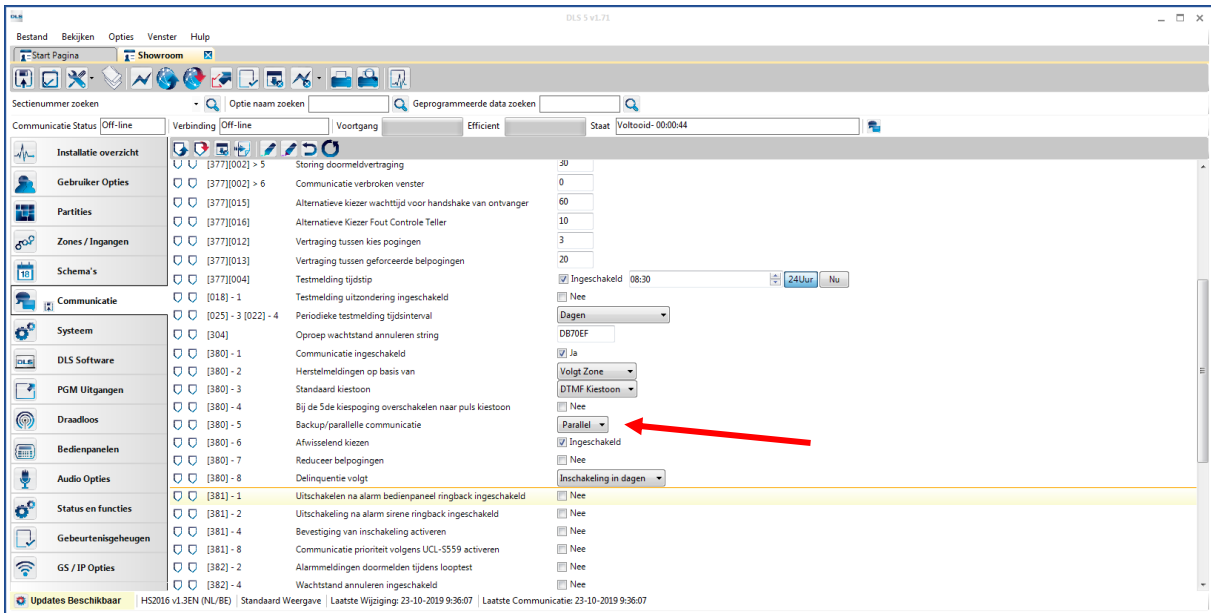 DLS DLS 5 v1.71
Bestand Bekijken Opties Venster Hulp
Start Pagina Showroom
Sectienummer zoeken Optie naam zoeken Geprogrammeerde data zoeken
Communicatie Status Off-line Verbinding Off-line Voortgang Efficient Staat Voltooid- 00:00:44
Installatie overzicht
Gebruiker Opties
Partities
Zones / Ingangen
18 Schema's
Communicatie
Systeem
DLS DLS Software
PGM Uitgangen
Draadloos
Bedienpanelen
Audio Opties
Status en functies
Gebeurtenisgeheugen
GS / IP Opties
[377][002] > 5 Storing doormeldvertraging 30
[377][002] > 6 Communicatie verbroken venster 0
[377][015] Alternatieve kiezer wachttijd voor handshake van ontvanger 60
[377][016] Alternatieve Kiezer Fout Controle Teller 10
[377][012] Vertraging tussen kies pogingen 3
[377][013] Vertraging tussen geforceerde belpogingen 20
[377][004] Testmelding tijdstip Ingeschakeld 08:30 24Uur Nu
[018] - 1 Testmelding uitzondering ingeschakeld Nee
[025] - 3 [022] - 4 Periodieke testmelding tijdsinterval Dagen
[304] Oproep wachtstand annuleren string DB70EF
[380] - 1 Communicatie ingeschakeld Ja
[380] - 2 Herstelmeldingen op basis van Volgt Zone
[380] - 3 Standaard kiestoon DTMF Kiestoon
[380] - 4 Bij de 5de kiespoging overschakelen naar puls kiestoon Nee
[380] - 5 Backup/parallelle communicatie Parallel
[380] - 6 Afwisselend kiezen Ingeschakeld
[380] - 7 Reduceer belpogingen Nee
[380] - 8 Delinquentie volgt Inschakeling in dagen
[381] - 1 Uitschakelen na alarm bedienpaneel ringback ingeschakeld Nee
[381] - 2 Uitschakeling na alarm sirene ringback ingeschakeld Nee
[381] - 4 Bevestiging van inschakeling activeren Nee
[381] - 8 Communicatie prioriteit volgens UCL-S559 activeren Nee
[382] - 2 Alarmmeldingen doormelden tijdens looptest Nee
[382] - 4 Wachtstand annuleren ingeschakeld Nee
Updates Beschikbaar HS2016 v1.3EN (NL/BE) Standaard Weergave Laatste Wijziging: 23-10-2019 9:36:07 Laatste Communicatie: 23-10-2019 9:36:07